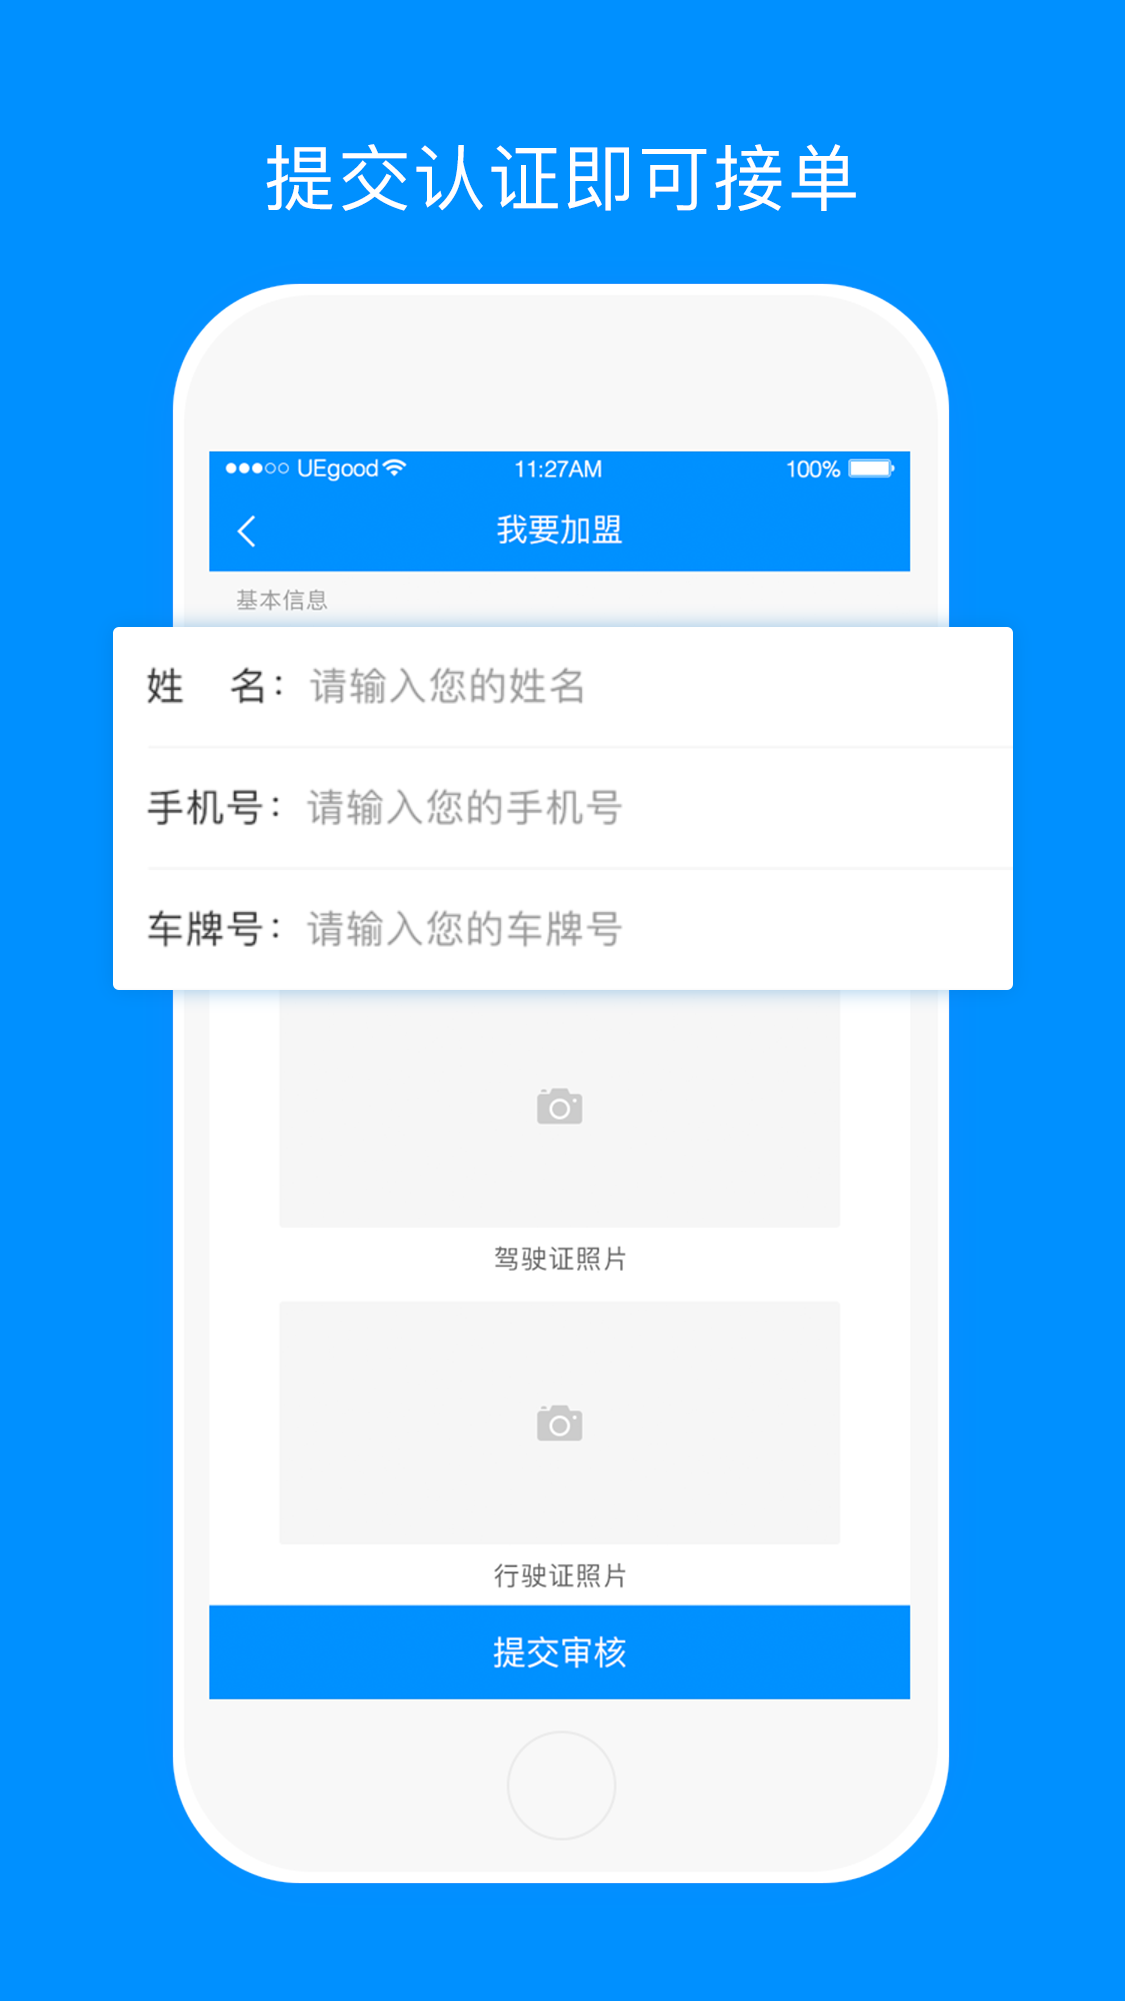 提交认证即可接单
UEgood 11:27AM 100%
我要加盟
基本信息
姓 名： 请输入您的姓名
手机号： 请输入您的手机号
车牌号： 请输入您的车牌号
驾驶证照片
行驶证照片
提交审核